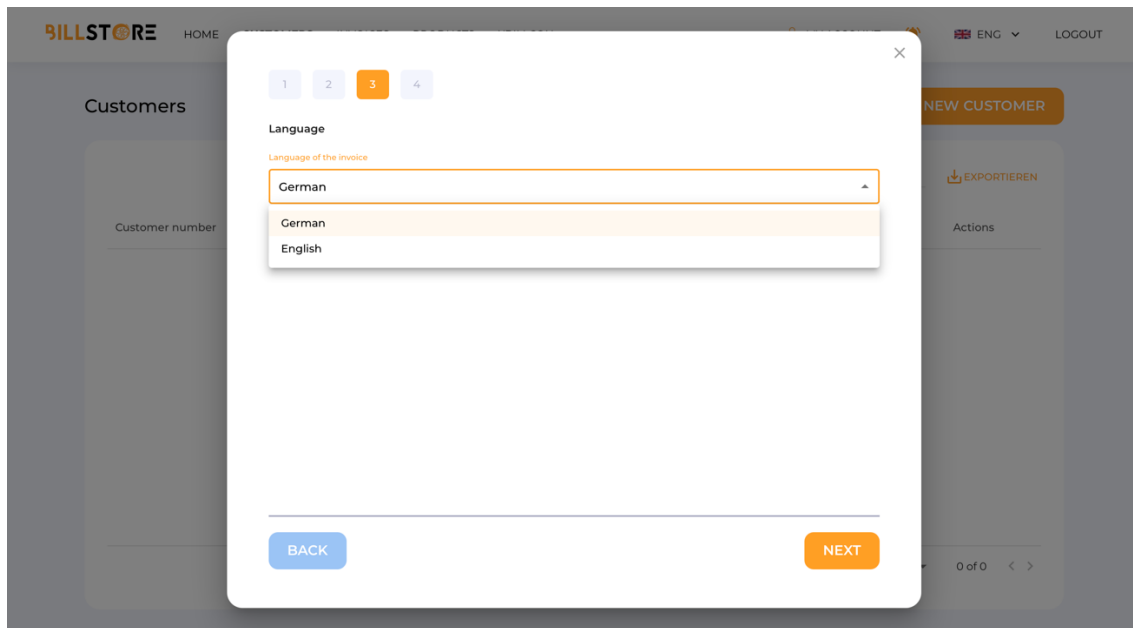 BILLSTORE HOME ENG LOGOUT
1 2 3 4
Customers
NEW CUSTOMER
Language
Language of the invoice
EXPORTIEREN
German
German
Customer number
Actions
English
BACK
NEXT
0 of 0